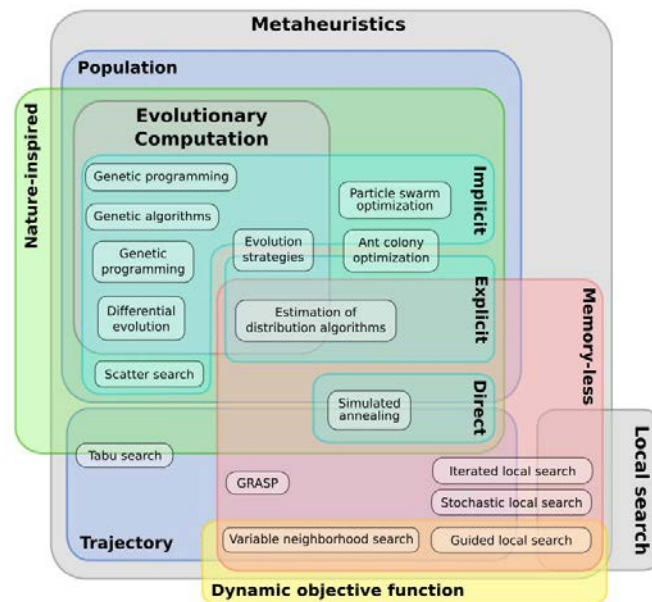 Metaheuristics
Population
Nature-inspired
Evolutionary
Computation
Genetic programming
Implicit
Particle swarm
optimization
Genetic algorithms
Evolution
strategies
Ant colony
optimization
Genetic
programming
Explicit
Memory-less
Differential
evolution
Estimation of
distribution algorithms
Scatter search
Direct
Simulated
annealing
Local search
Tabu search
GRASP
Iterated local search
Stochastic local search
Trajectory
Variable neighborhood search
Guided local search
Dynamic objective function